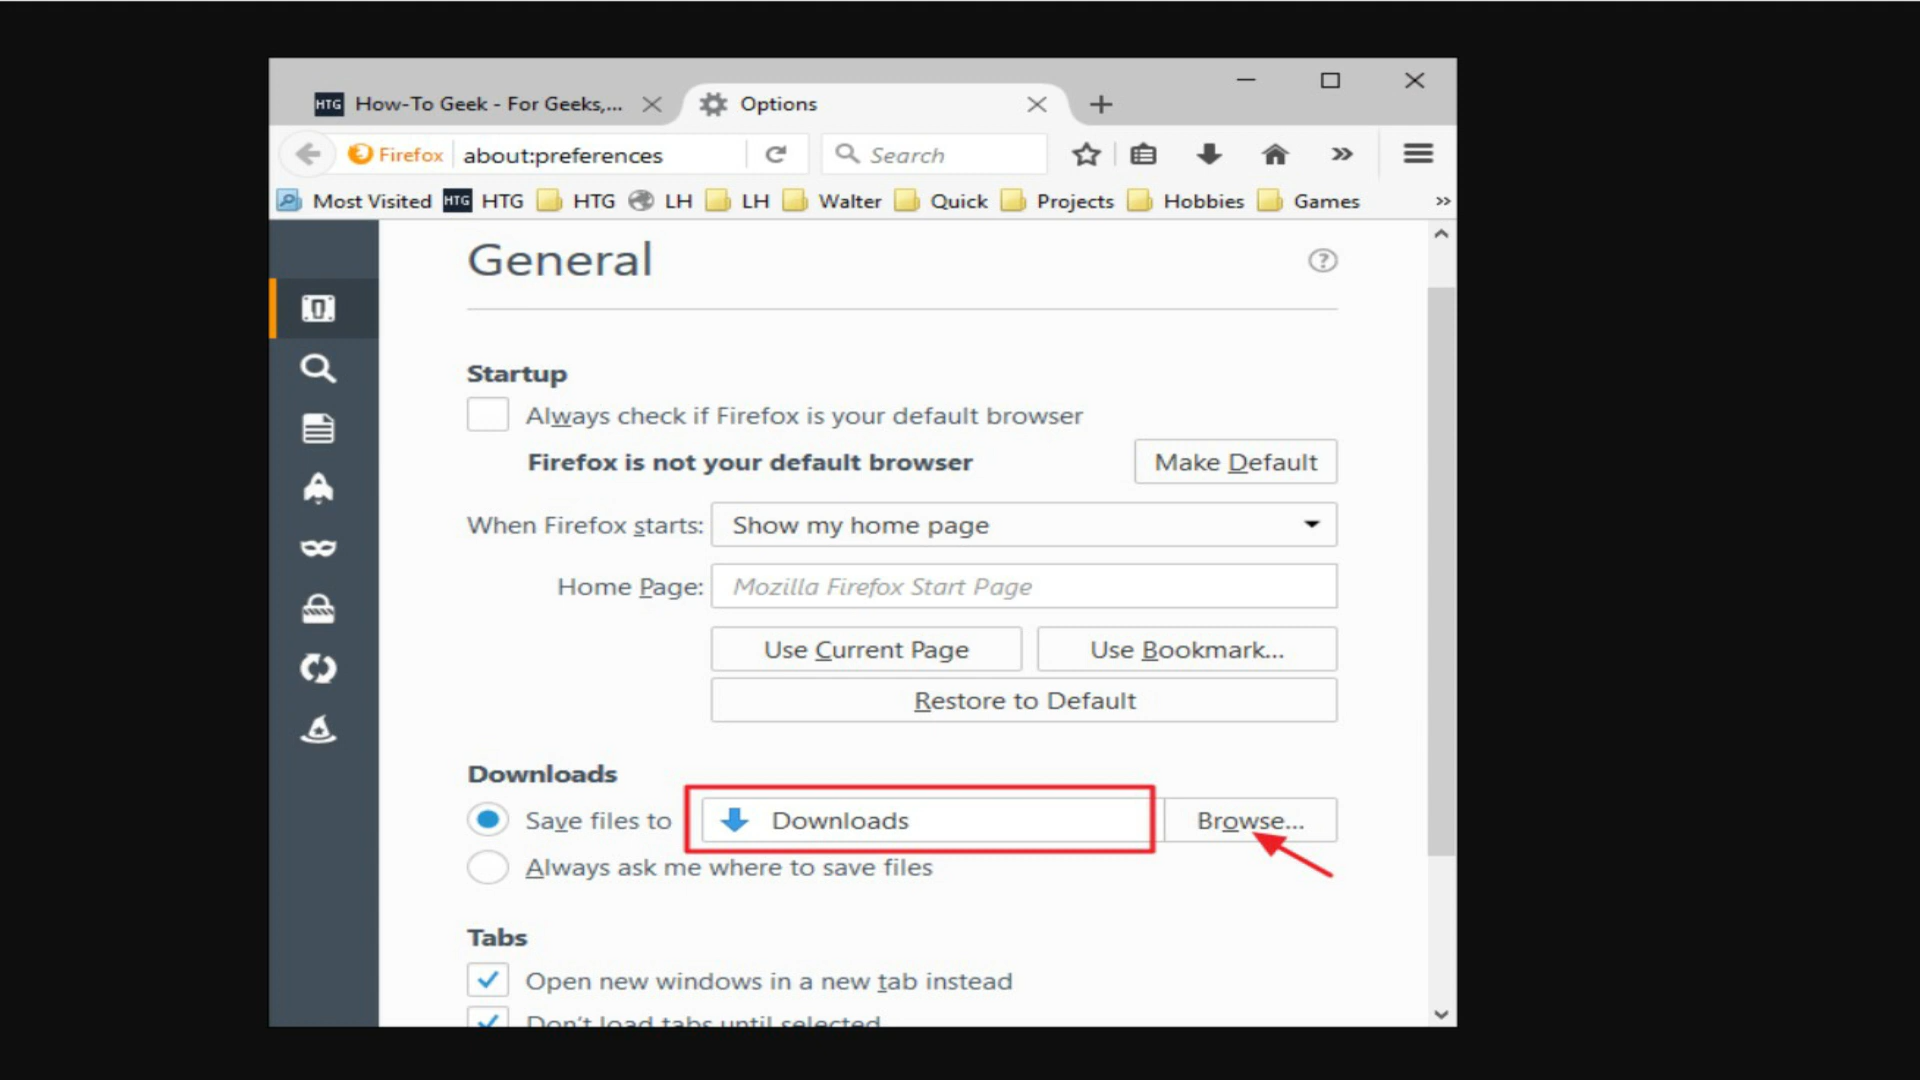 HTG How-To Geek - For Geeks,... Options
Firefox about:preferences Search
Most Visited HTG HTG HTG LH LH Walter Quick Projects Hobbies Games
General
Startup
Always check if Firefox is your default browser
Firefox is not your default browser Make Default
When Firefox starts: Show my home page
Home Page: Mozilla Firefox Start Page
Use Current Page Use Bookmark...
Restore to Default
Downloads
Save files to Downloads Browse...
Always ask me where to save files
Tabs
Open new windows in a new tab instead
Don't load tabs until selected